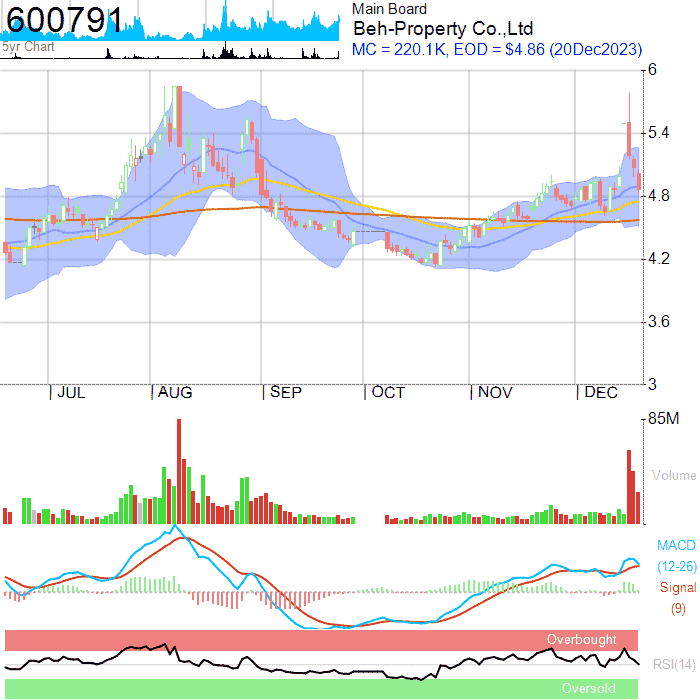 600791
5yr Chart
Main Board
Beh-Property Co.,Ltd
MC = 220.1K, EOD = $4.86 (20Dec2023)
6
5.4
4.8
4.2
3.6
3
| JUL | AUG | SEP | OCT | NOV | DEC
85M
Volume
MACD
(12-26)
Signal
(9)
Overbought
RSI(14)
Oversold